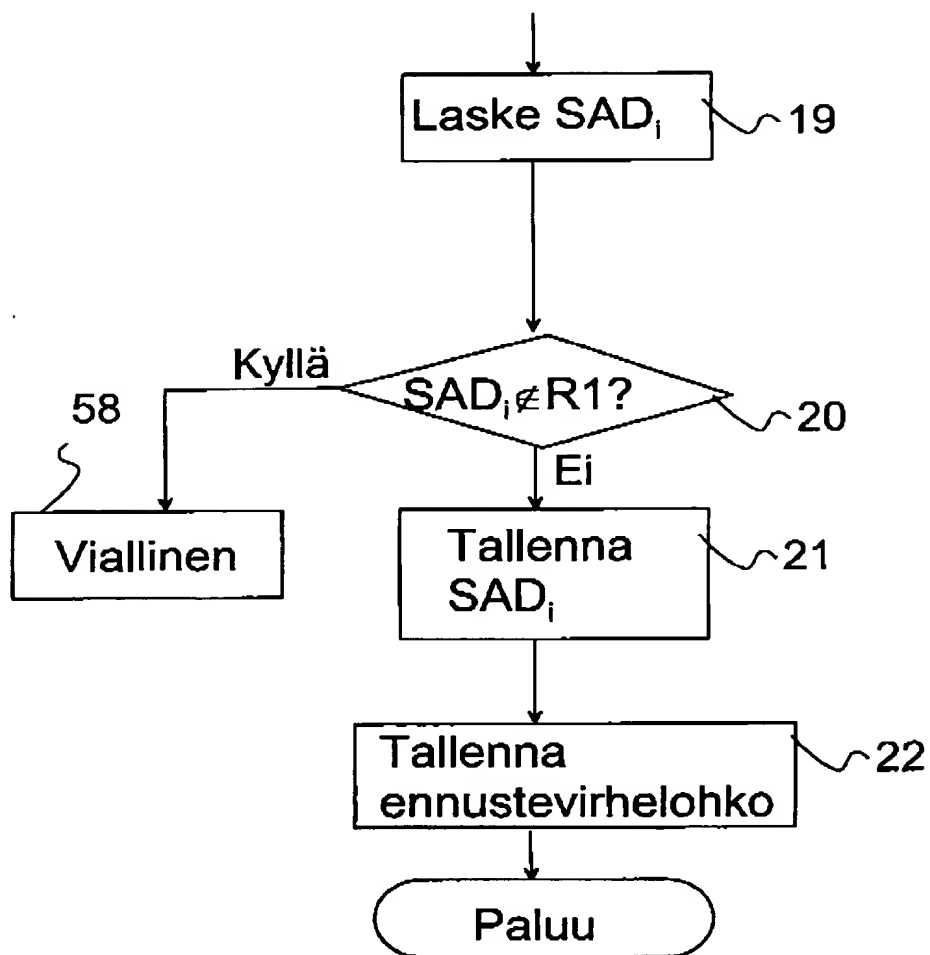 Laske SADᵢ
19
Kyllä
SADᵢ∉R1?
20
58
Ei
Viallinen
Tallenna
SADᵢ
21
Tallenna
ennustevirhelohko
22
Paluu